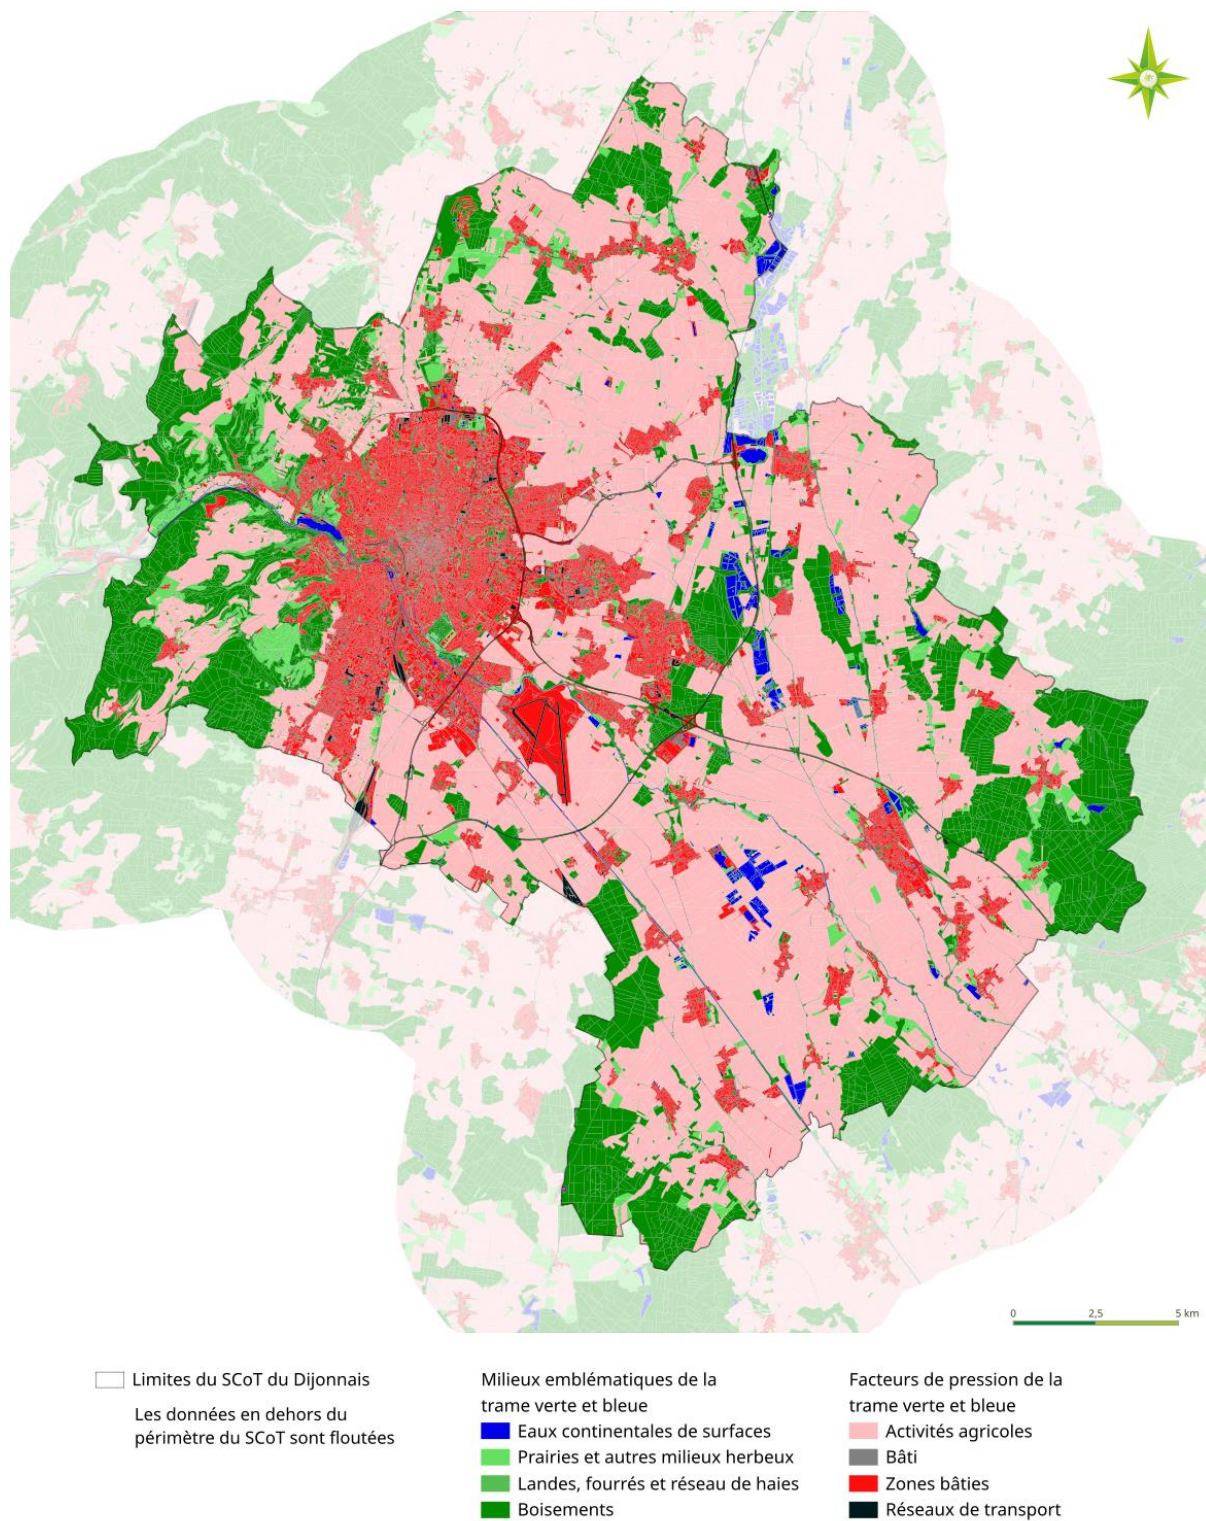 0 2,5 5 km
Limites du SCoT du Dijonnais
Les données en dehors du
périmètre du SCoT sont floutées
Milieux emblématiques de la
trame verte et bleue
Eaux continentales de surfaces
Prairies et autres milieux herbeux
Landes, fourrés et réseau de haies
Boisements
Facteurs de pression de la
trame verte et bleue
Activités agricoles
Bâti
Zones bâties
Réseaux de transport